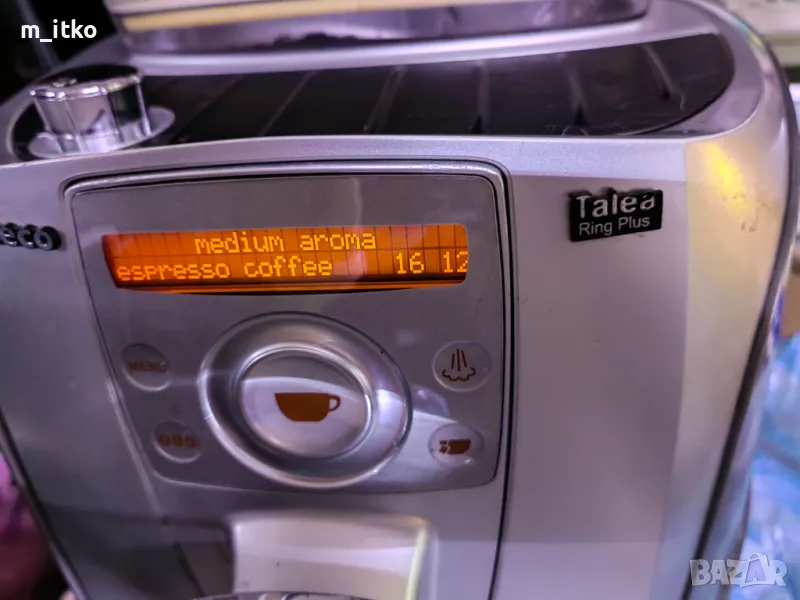 m_itko
eco
Talea
Ring Plus
medium aroma
espresso coffee 16 12
MENU
BAZAR